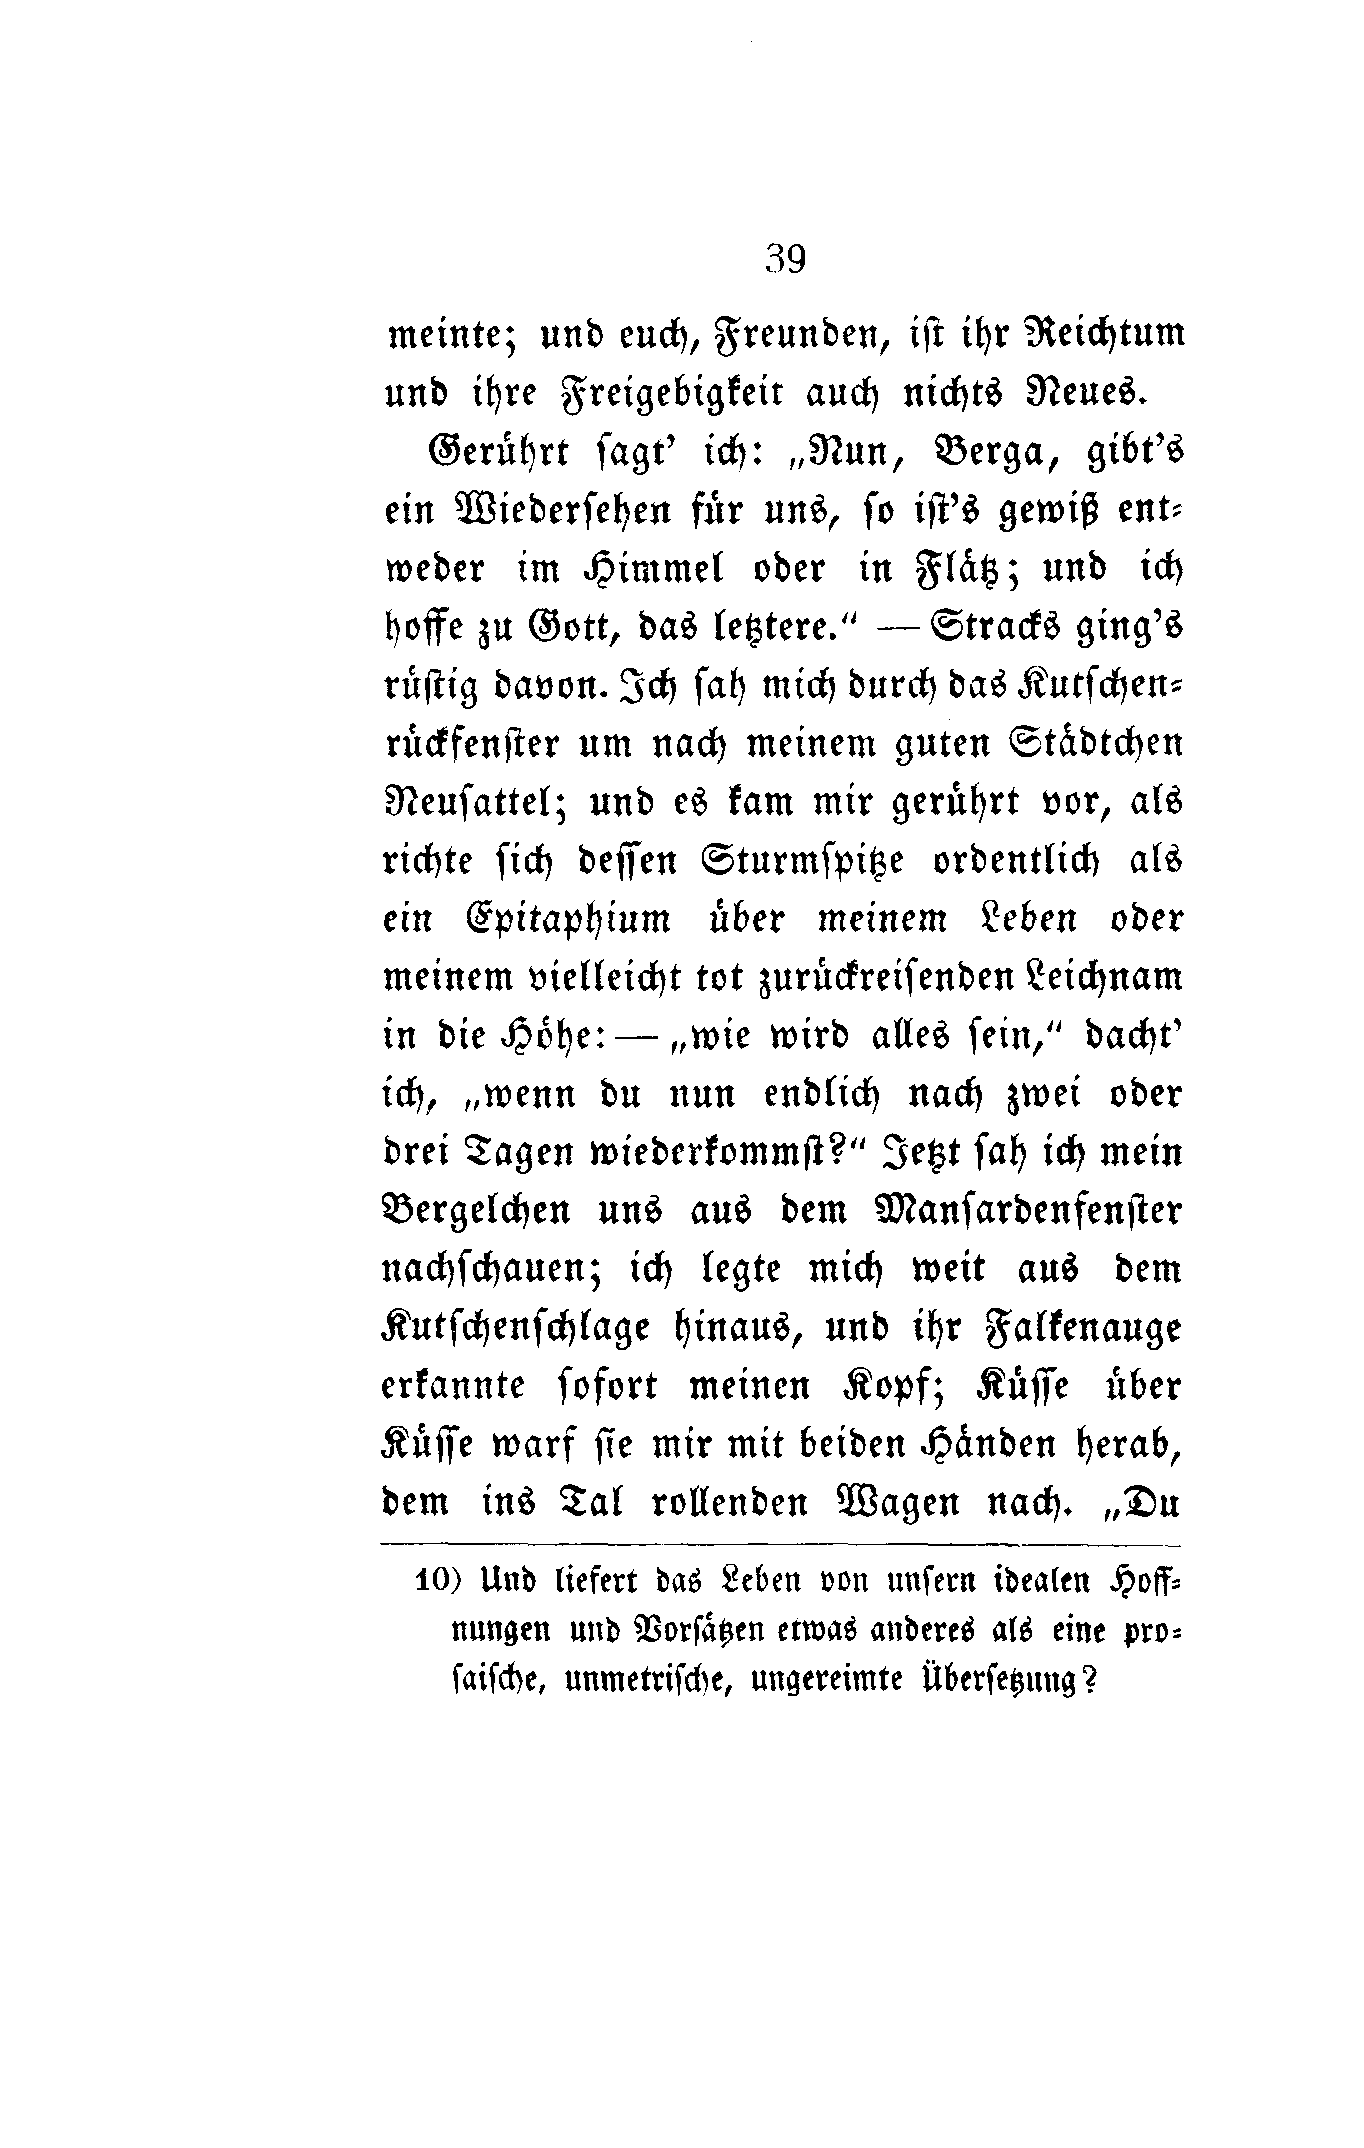 39
meinte; und euch, Freunden, iſt ihr Reichtum
und ihre Freigebigkeit auch nichts Neues.
Gerührt ſagt' ich: „Nun, Berga, gibt's
ein Wiederſehen für uns, ſo iſt's gewiß ent-
weder im Himmel oder in Flätz; und ich
hoffe zu Gott, das letztere.“ — Stracks ging's
rüſtig davon. Ich ſah mich durch das Kutſchen-
rückfenſter um nach meinem guten Städtchen
Neuſattel; und es kam mir gerührt vor, als
richte ſich deſſen Sturmſpitze ordentlich als
ein Epitaphium über meinem Leben oder
meinem vielleicht tot zurückreiſenden Leichnam
in die Höhe: — „wie wird alles ſein,“ dacht'
ich, „wenn du nun endlich nach zwei oder
drei Tagen wiederkommſt?“ Jetzt ſah ich mein
Bergelchen uns aus dem Manſardenfenſter
nachſchauen; ich legte mich weit aus dem
Kutſchenſchlage hinaus, und ihr Falkenauge
erkannte ſofort meinen Kopf; Küſſe über
Küſſe warf ſie mir mit beiden Händen herab,
dem ins Tal rollenden Wagen nach. „Du
10) Und liefert das Leben von unſern idealen Hoff-
nungen und Vorſätzen etwas anderes als eine pro-
ſaiſche, unmetriſche, ungereimte Überſetzung?